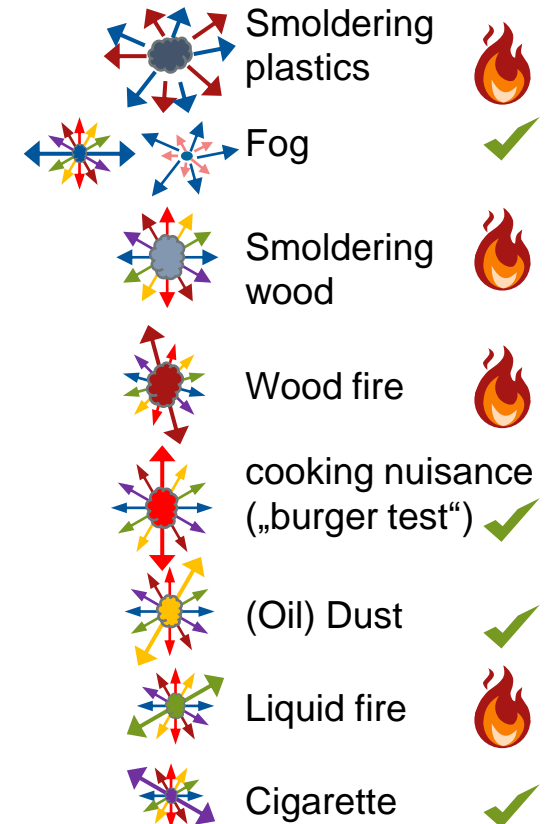 Smoldering
plastics
Fog
Smoldering
wood
Wood fire
cooking nuisance
(„burger test“)
(Oil) Dust
Liquid fire
Cigarette